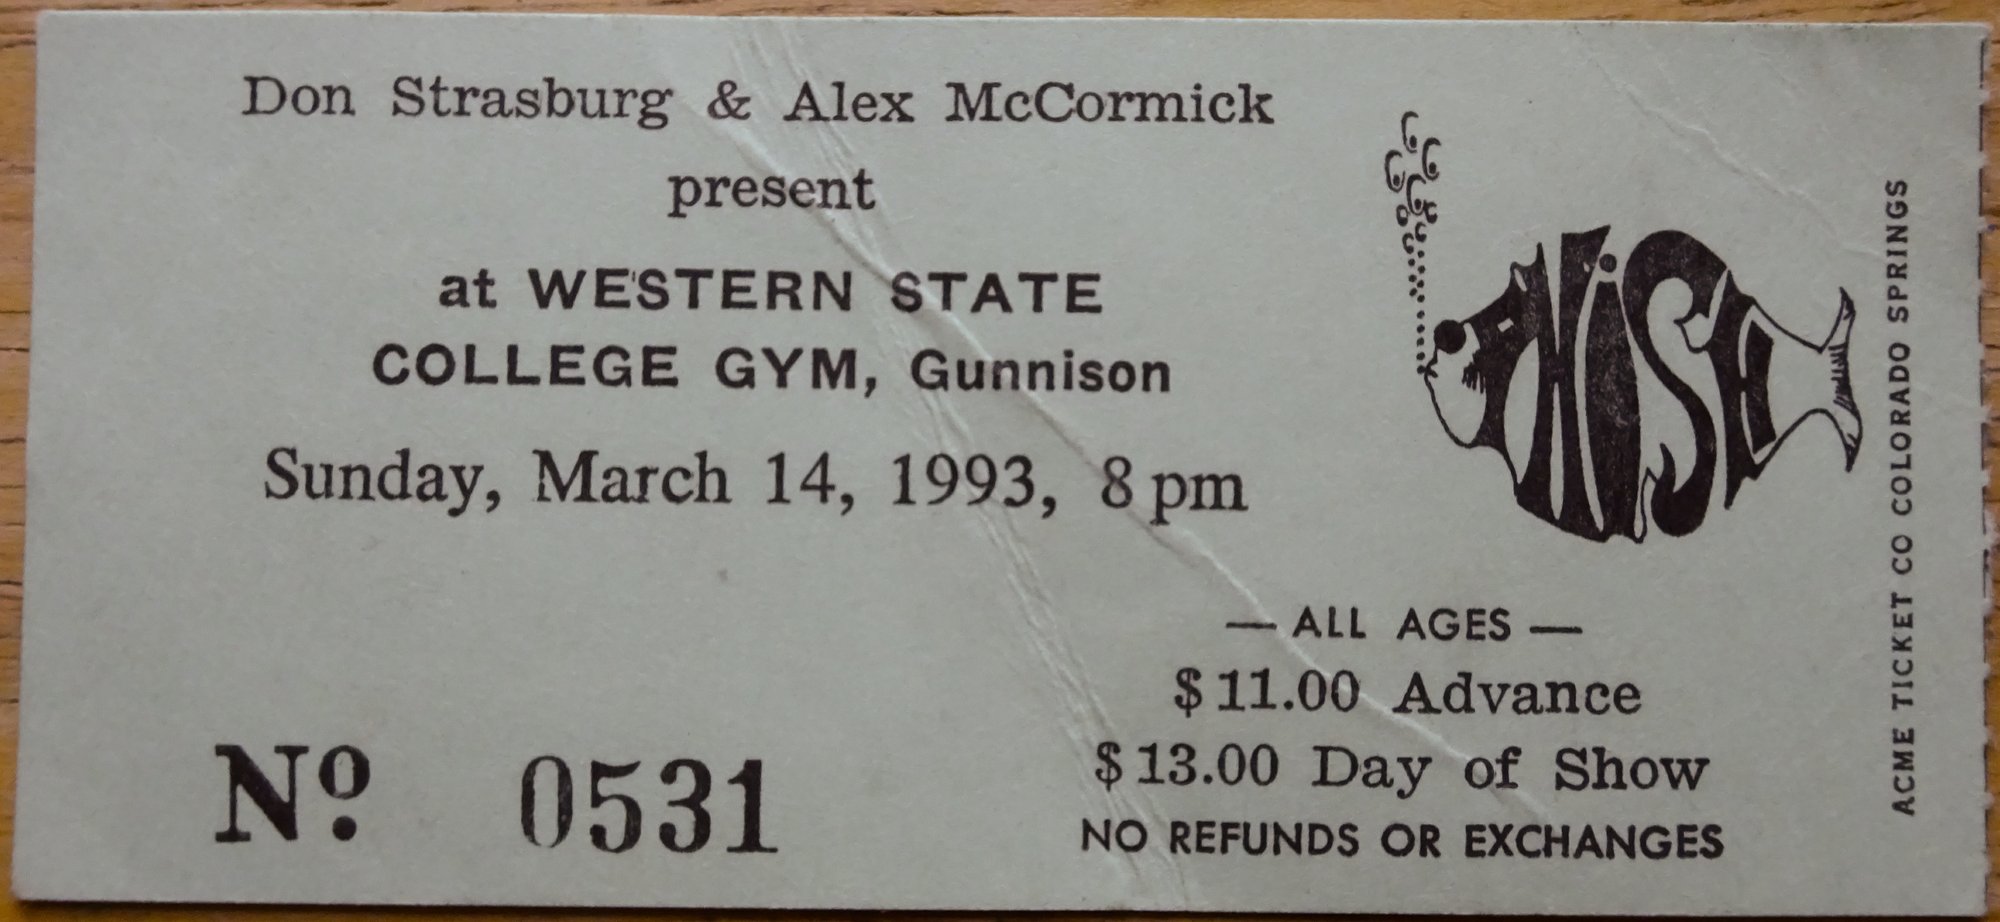 Don Strasburg & Alex McCormick
present
at WESTERN STATE
COLLEGE GYM, Gunnison
Sunday, March 14, 1993, 8 pm
PHiSH
— ALL AGES —
$11.00 Advance
$13.00 Day of Show
NO REFUNDS OR EXCHANGES
Nº 0531
ACME TICKET CO COLORADO SPRINGS